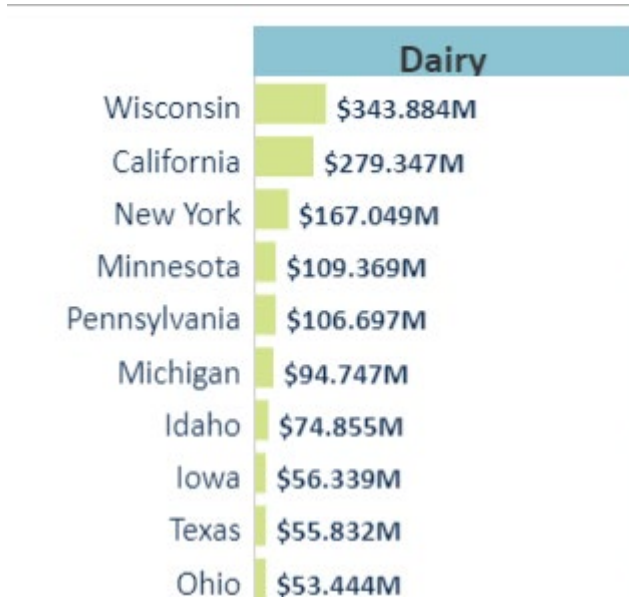 Dairy
Wisconsin $343.884M
California $279.347M
New York $167.049M
Minnesota $109.369M
Pennsylvania $106.697M
Michigan $94.747M
Idaho $74.855M
Iowa $56.339M
Texas $55.832M
Ohio $53.444M